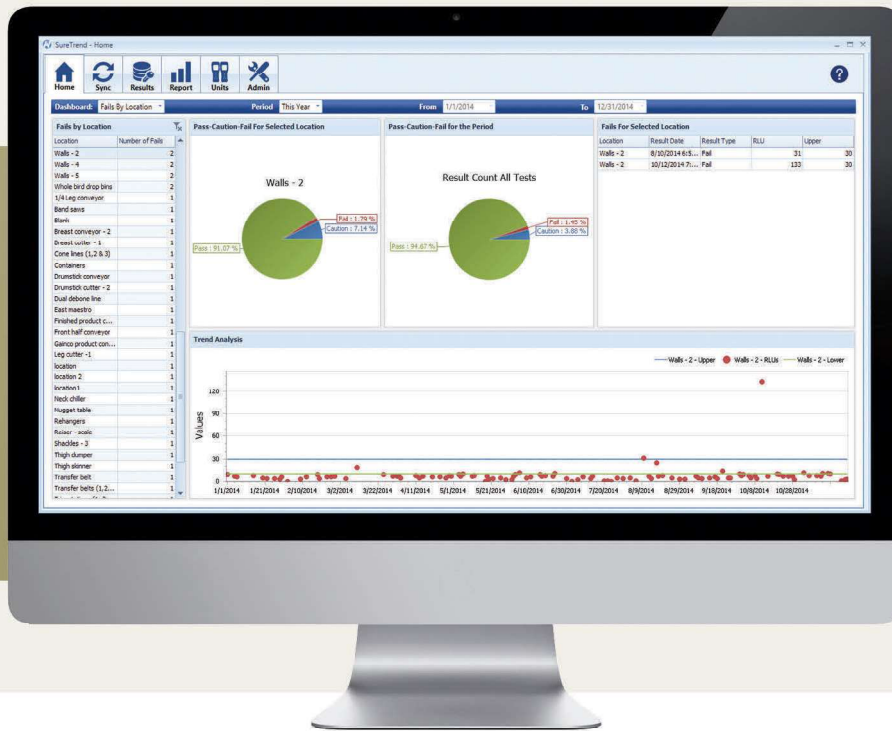 SureTrend - Home
Home Sync Results Report Units Admin
Dashboard: Fails By Location Period This Year From 1/1/2014 To 12/31/2014
Fails by Location
Location Number of Fails
Walls - 2 2
Walls - 4 2
Walls - 5 2
Whole bird drop bins 2
1/4 Leg conveyor 1
Band saws 1
Blank 1
Breast conveyor - 2 1
Breast cutter - 1 1
Cone lines (1,2 & 3) 1
Containers 1
Drumstick conveyor 1
Drumstick cutter - 2 1
Dual debone line 1
East maestro 1
Finished product c... 1
Front half conveyor 1
Gainco product con... 1
Leg cutter -1 1
location 1
location 2 1
location1 1
Neck chiller 1
Nugget table 1
Rehangers 1
1
Shackles - 3 1
Thigh dumper 1
Thigh skinner 1
Transfer belt 1
Transfer belts (1,2... 1
Pass-Caution-Fail For Selected Location
Walls - 2
Fail : 1.79 %
Caution : 7.14 %
Pass : 91.07 %
Pass-Caution-Fail for the Period
Result Count All Tests
Fail : 1.45 %
Caution : 3.88 %
Pass : 94.67 %
Fails For Selected Location
Location Result Date Result Type RLU Upper
Walls - 2 8/10/2014 6:5... Fail 31 30
Walls - 2 10/12/2014 7:... Fail 133 30
Trend Analysis
Walls - 2 - Upper Walls - 2 - RLUs Walls - 2 - Lower
Values
120
90
60
30
0
1/1/2014 1/21/2014 2/10/2014 3/2/2014 3/22/2014 4/11/2014 5/1/2014 5/21/2014 6/10/2014 6/30/2014 7/20/2014 8/9/2014 8/29/2014 9/18/2014 10/8/2014 10/28/2014